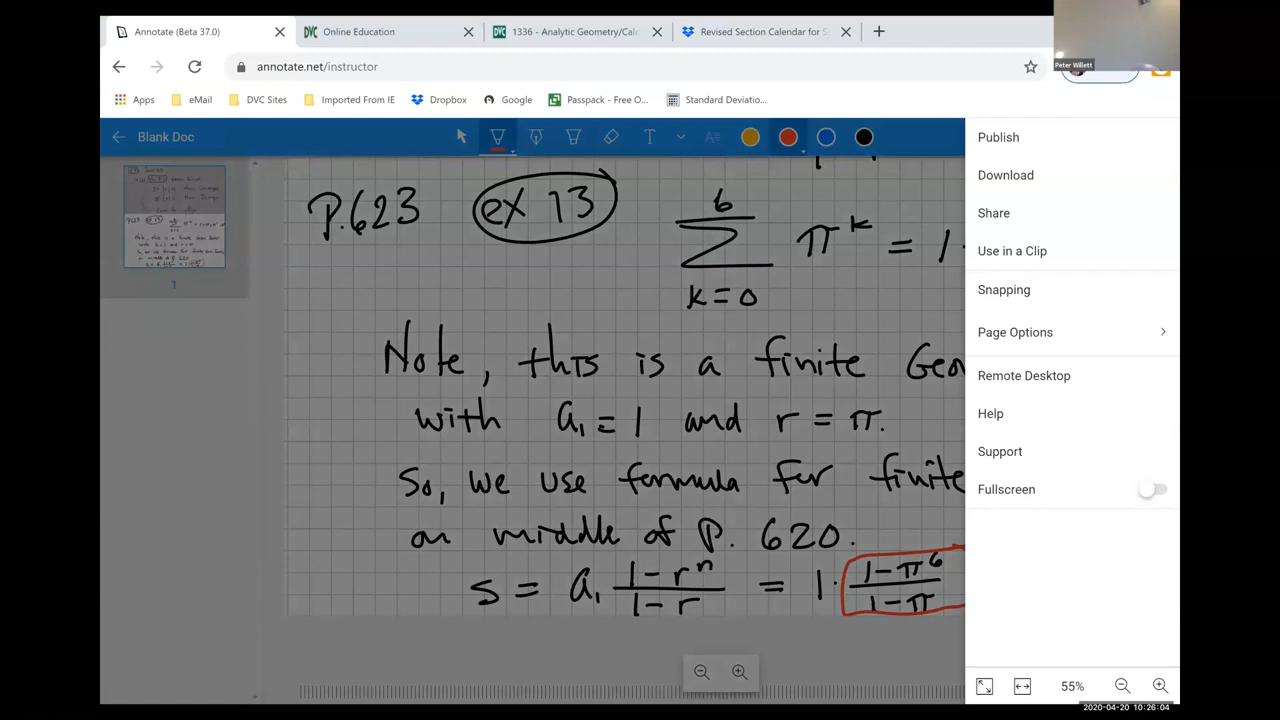 Annotate (Beta 37.0)
DVC Online Education
DVC 1336 - Analytic Geometry/Calc
Revised Section Calendar for S
annotate.net/instructor
Peter Willett
Apps
eMail
DVC Sites
Imported From IE
Dropbox
Google
Passpack - Free O...
Standard Deviatio...
Blank Doc
T
A
1
P.623 ex 13 6 ∑ k=0 π^k = 1
Note, this is a finite Geo
with a₁ = 1 and r = π.
So, we use formula for finite
on middle of P. 620.
S = a₁ (1-rⁿ)/(1-r) = 1· (1-π⁶)/(1-π)
Publish
Download
Share
Use in a Clip
Snapping
Page Options
Remote Desktop
Help
Support
Fullscreen
55%
2020-04-20 10:26:04